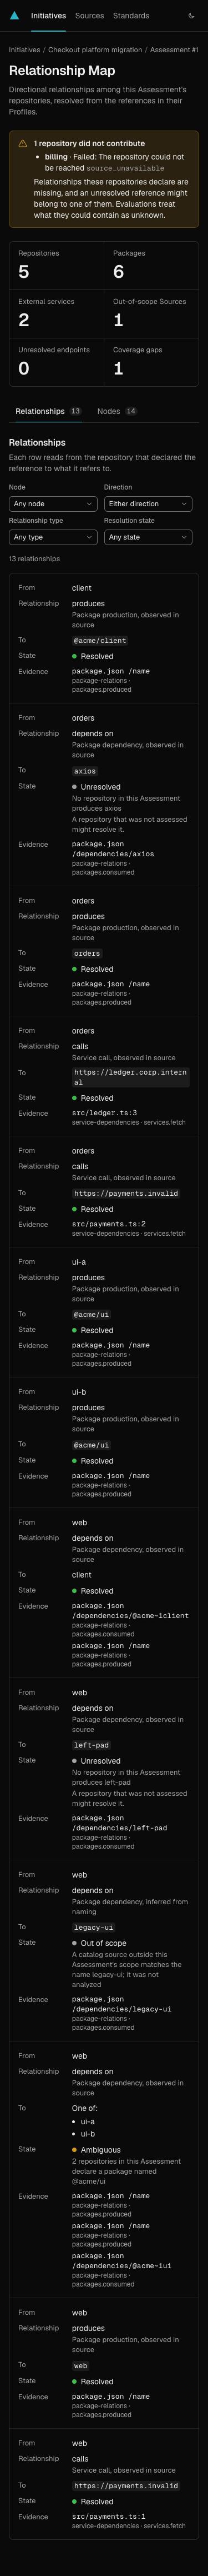 Initiatives Sources Standards
Initiatives / Checkout platform migration / Assessment #1
Relationship Map
Directional relationships among this Assessment's
repositories, resolved from the references in their
Profiles.
1 repository did not contribute
billing · Failed: The repository could not
be reached source_unavailable
Relationships these repositories declare are
missing, and an unresolved reference might
belong to one of them. Evaluations treat
what they could contain as unknown.
Repositories
5
Packages
6
External services
2
Out-of-scope Sources
1
Unresolved endpoints
0
Coverage gaps
1
Relationships 13 Nodes 14
Relationships
Each row reads from the repository that declared the
reference to what it refers to.
Node Direction
Any node Either direction
Relationship type Resolution state
Any type Any state
13 relationships
From client
Relationship produces
Package production, observed in
source
To @acme/client
State Resolved
Evidence package.json /name
package-relations ·
packages.produced
From orders
Relationship depends on
Package dependency, observed in
source
To axios
State Unresolved
No repository in this Assessment
produces axios
A repository that was not assessed
might resolve it.
Evidence package.json
/dependencies/axios
package-relations ·
packages.consumed
From orders
Relationship produces
Package production, observed in
source
To orders
State Resolved
Evidence package.json /name
package-relations ·
packages.produced
From orders
Relationship calls
Service call, observed in source
To https://ledger.corp.intern
al
State Resolved
Evidence src/ledger.ts:3
service-dependencies · services.fetch
From orders
Relationship calls
Service call, observed in source
To https://payments.invalid
State Resolved
Evidence src/payments.ts:2
service-dependencies · services.fetch
From ui-a
Relationship produces
Package production, observed in
source
To @acme/ui
State Resolved
Evidence package.json /name
package-relations ·
packages.produced
From ui-b
Relationship produces
Package production, observed in
source
To @acme/ui
State Resolved
Evidence package.json /name
package-relations ·
packages.produced
From web
Relationship depends on
Package dependency, observed in
source
To client
State Resolved
Evidence package.json
/dependencies/@acme~1client
package-relations ·
packages.consumed
package.json /name
package-relations ·
packages.produced
From web
Relationship depends on
Package dependency, observed in
source
To left-pad
State Unresolved
No repository in this Assessment
produces left-pad
A repository that was not assessed
might resolve it.
Evidence package.json
/dependencies/left-pad
package-relations ·
packages.consumed
From web
Relationship depends on
Package dependency, inferred from
naming
To legacy-ui
State Out of scope
A catalog source outside this
Assessment's scope matches the
name legacy-ui; it was not
analyzed
Evidence package.json
/dependencies/legacy-ui
package-relations ·
packages.consumed
From web
Relationship depends on
Package dependency, observed in
source
To One of:
ui-a
ui-b
State Ambiguous
2 repositories in this Assessment
declare a package named
@acme/ui
Evidence package.json /name
package-relations ·
packages.produced
package.json /name
package-relations ·
packages.produced
package.json
/dependencies/@acme~1ui
package-relations ·
packages.consumed
From web
Relationship produces
Package production, observed in
source
To web
State Resolved
Evidence package.json /name
package-relations ·
packages.produced
From web
Relationship calls
Service call, observed in source
To https://payments.invalid
State Resolved
Evidence src/payments.ts:1
service-dependencies · services.fetch